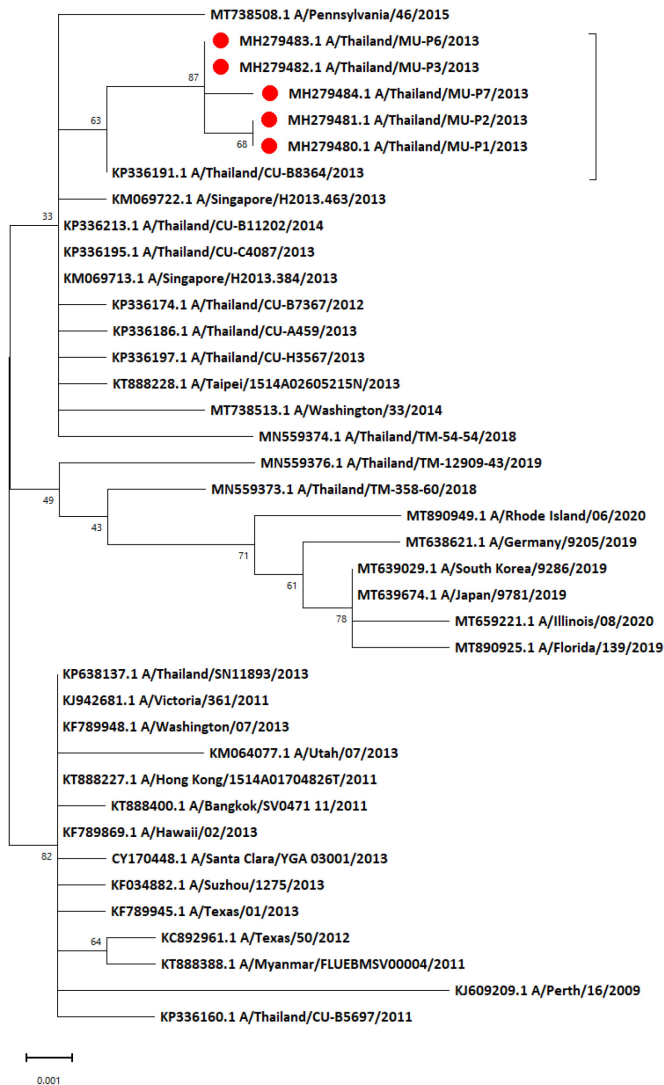 MT738508.1 A/Pennsylvania/46/2015
MH279483.1 A/Thailand/MU-P6/2013
MH279482.1 A/Thailand/MU-P3/2013
87
MH279484.1 A/Thailand/MU-P7/2013
63
MH279481.1 A/Thailand/MU-P2/2013
68
MH279480.1 A/Thailand/MU-P1/2013
KP336191.1 A/Thailand/CU-B8364/2013
KM069722.1 A/Singapore/H2013.463/2013
33
KP336213.1 A/Thailand/CU-B11202/2014
KP336195.1 A/Thailand/CU-C4087/2013
KM069713.1 A/Singapore/H2013.384/2013
KP336174.1 A/Thailand/CU-B7367/2012
KP336186.1 A/Thailand/CU-A459/2013
KP336197.1 A/Thailand/CU-H3567/2013
KT888228.1 A/Taipei/1514A02605215N/2013
MT738513.1 A/Washington/33/2014
MN559374.1 A/Thailand/TM-54-54/2018
MN559376.1 A/Thailand/TM-12909-43/2019
49
MN559373.1 A/Thailand/TM-358-60/2018
43
MT890949.1 A/Rhode Island/06/2020
71
MT638621.1 A/Germany/9205/2019
61
MT639029.1 A/South Korea/9286/2019
MT639674.1 A/Japan/9781/2019
78
MT659221.1 A/Illinois/08/2020
MT890925.1 A/Florida/139/2019
KP638137.1 A/Thailand/SN11893/2013
KJ942681.1 A/Victoria/361/2011
KF789948.1 A/Washington/07/2013
KM064077.1 A/Utah/07/2013
KT888227.1 A/Hong Kong/1514A01704826T/2011
KT888400.1 A/Bangkok/SV0471 11/2011
KF789869.1 A/Hawaii/02/2013
82
CY170448.1 A/Santa Clara/YGA 03001/2013
KF034882.1 A/Suzhou/1275/2013
KF789945.1 A/Texas/01/2013
64
KC892961.1 A/Texas/50/2012
KT888388.1 A/Myanmar/FLUEBMSV00004/2011
KJ609209.1 A/Perth/16/2009
KP336160.1 A/Thailand/CU-B5697/2011
0.001